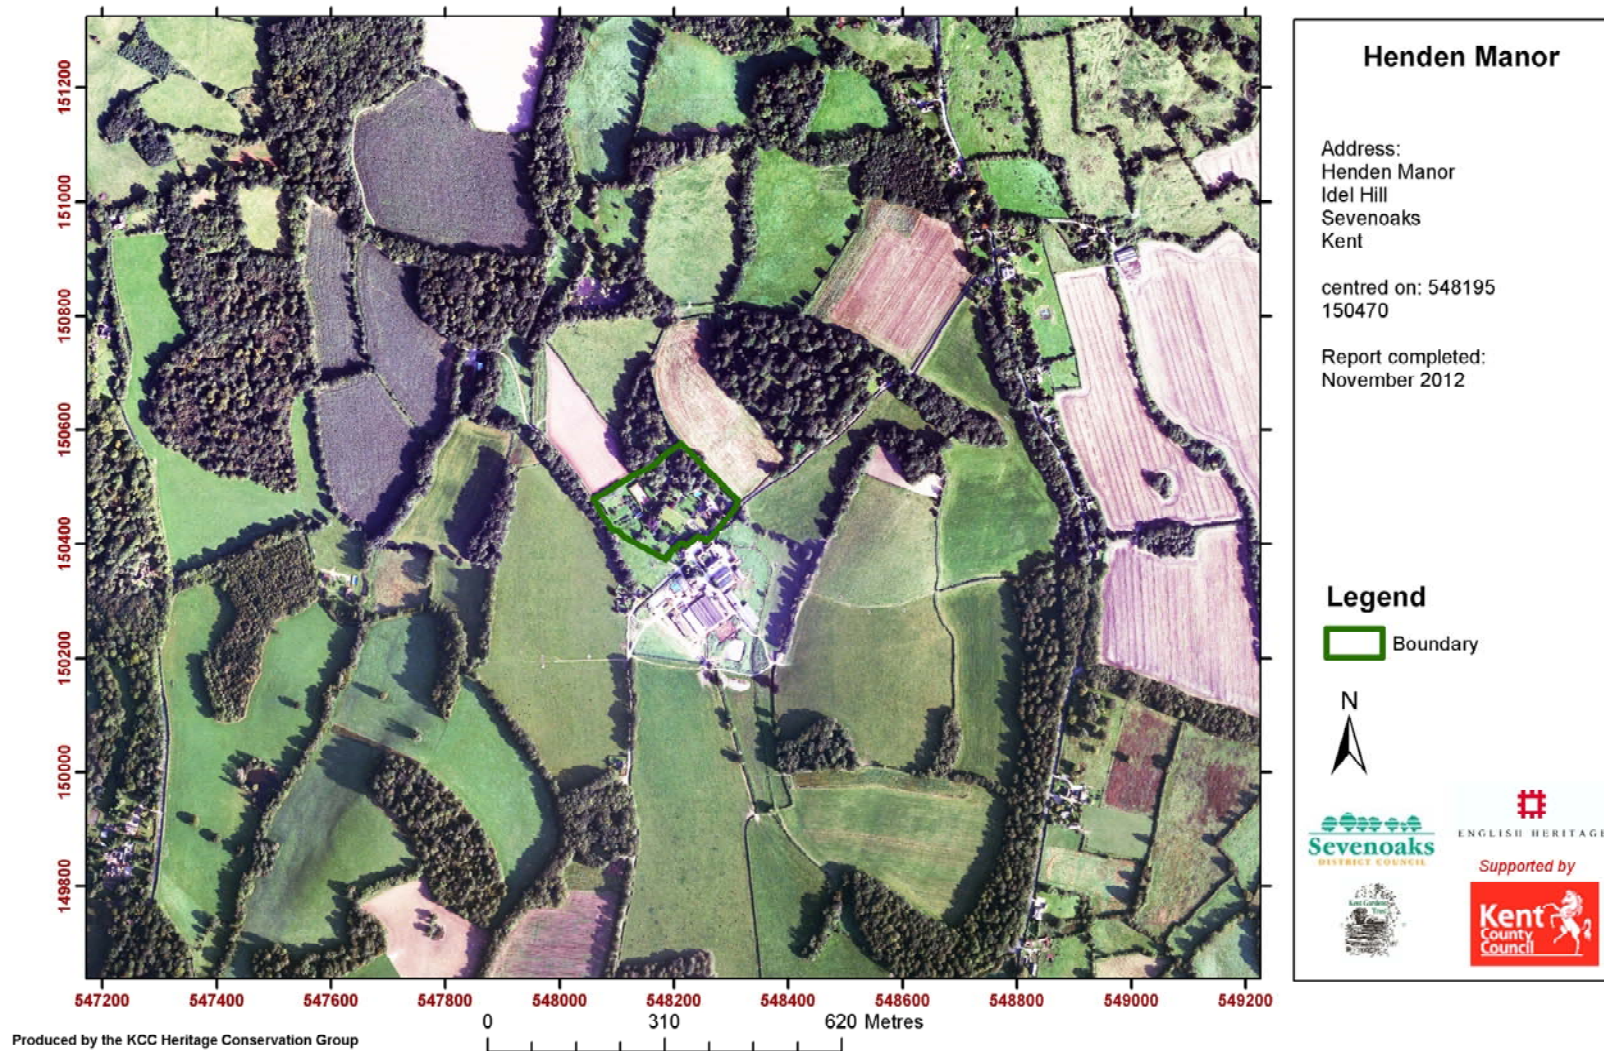 151200
151000
150800
150600
150400
150200
150000
149800
547200 547400 547600 547800 548000 548200 548400 548600 548800 549000 549200
0 310 620 Metres
Produced by the KCC Heritage Conservation Group
Henden Manor
Address:
Henden Manor
Idel Hill
Sevenoaks
Kent
centred on: 548195
150470
Report completed:
November 2012
Legend
Boundary
N
Sevenoaks
DISTRICT COUNCIL
ENGLISH HERITAGE
Supported by
Kent Gardens
Trust
Kent
County
Council